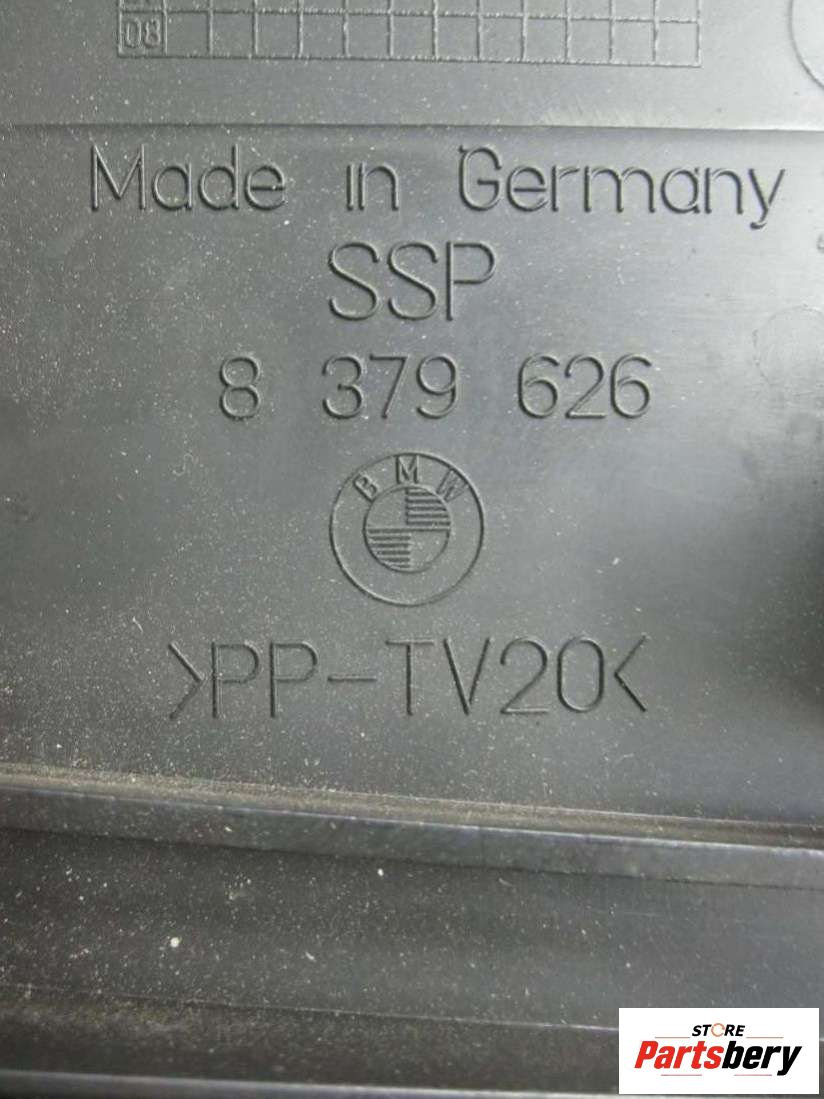 08
Made in Germany
SSP
8 379 626
BMW
>PP-TV20<
STORE
Partsbery